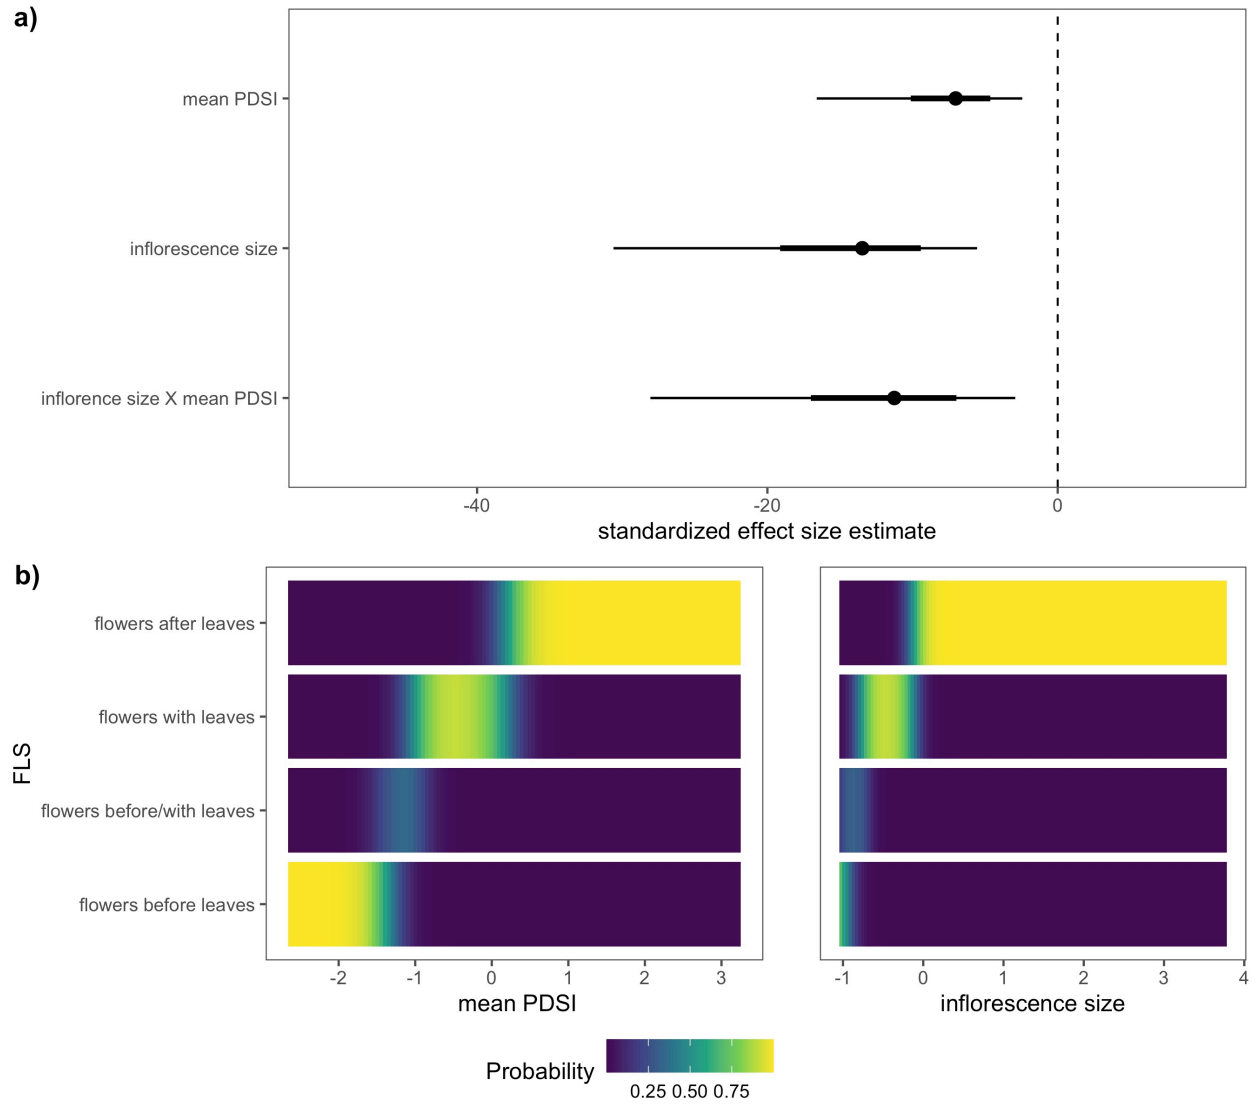 a)
mean PDSI
inflorescence size
inflorence size X mean PDSI
-40 -20 0
standardized effect size estimate
b)
FLS
flowers after leaves
flowers with leaves
flowers before/with leaves
flowers before leaves
-2 -1 0 1 2 3
mean PDSI
-1 0 1 2 3 4
inflorescence size
Probability
0.25 0.50 0.75